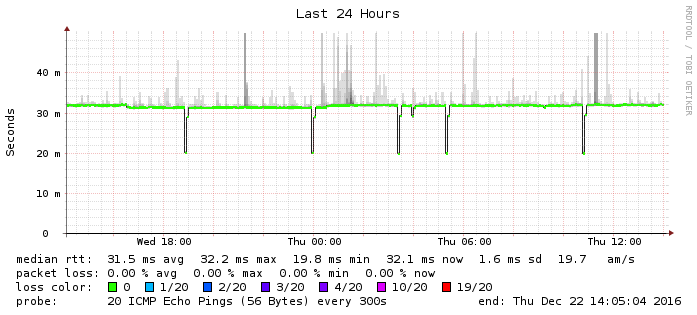 Last 24 Hours
RRDTOOL / TOBI OETIKER
Seconds
40 m
30 m
20 m
10 m
0
Wed 18:00 Thu 00:00 Thu 06:00 Thu 12:00
median rtt: 31.5 ms avg 32.2 ms max 19.8 ms min 32.1 ms now 1.6 ms sd 19.7 am/s
packet loss: 0.00 % avg 0.00 % max 0.00 % min 0.00 % now
loss color: 0 1/20 2/20 3/20 4/20 10/20 19/20
probe: 20 ICMP Echo Pings (56 Bytes) every 300s end: Thu Dec 22 14:05:04 2016